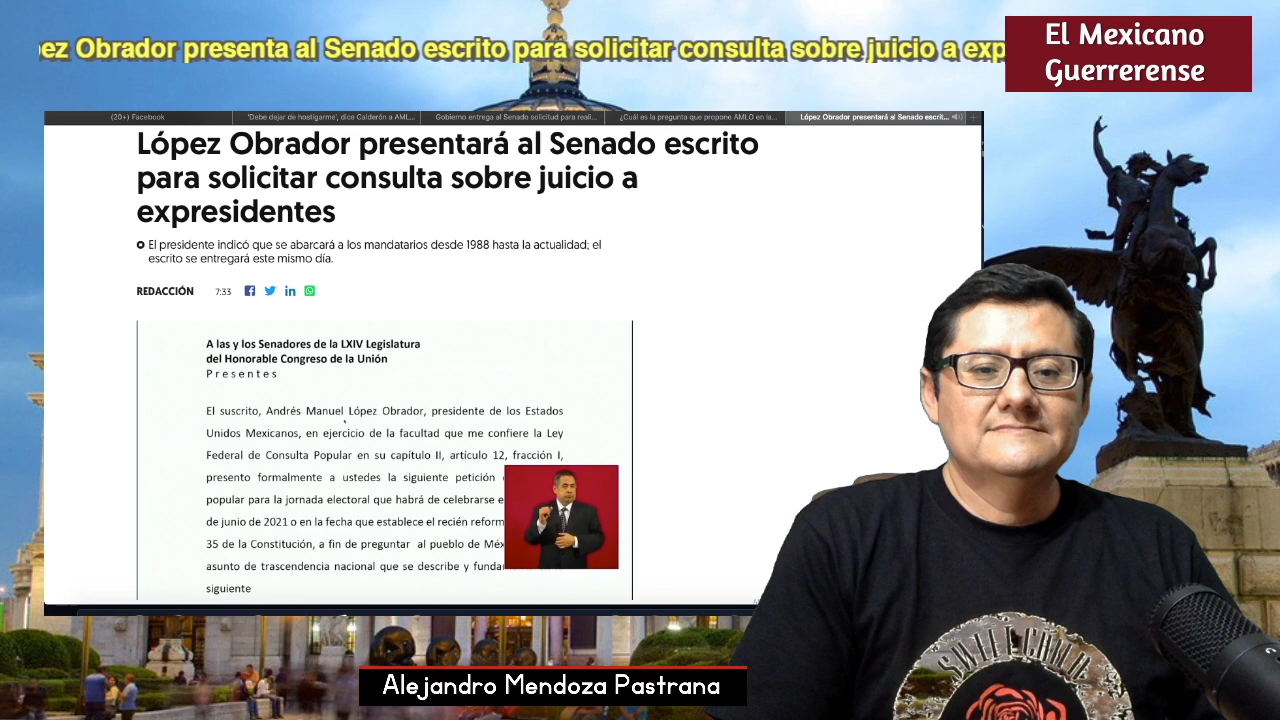 ez Obrador presenta al Senado escrito para solicitar consulta sobre juicio a exp
El Mexicano
Guerrerense
(20+) Facebook
'Debe dejar de hostigarme', dice Calderón a AML...
Gobierno entrega al Senado solicitud para reali...
¿Cuál es la pregunta que propone AMLO en la...
López Obrador presentará al Senado escrit...
López Obrador presentará al Senado escrito
para solicitar consulta sobre juicio a
expresidentes
El presidente indicó que se abarcará a los mandatarios desde 1988 hasta la actualidad; el
escrito se entregará este mismo día.
REDACCIÓN 7:33
A las y los Senadores de la LXIV Legislatura
del Honorable Congreso de la Unión
Presentes
El suscrito, Andrés Manuel López Obrador, presidente de los Estados
Unidos Mexicanos, en ejercicio de la facultad que me confiere la Ley
Federal de Consulta Popular en su capítulo II, artículo 12, fracción I,
presento formalmente a ustedes la siguiente petición
popular para la jornada electoral que habrá de celebrarse e
de junio de 2021 o en la fecha que establece el recién reform
35 de la Constitución, a fin de preguntar al pueblo de Méx
asunto de trascendencia nacional que se describe y funda
siguiente
SWEET CHILD
Alejandro Mendoza Pastrana